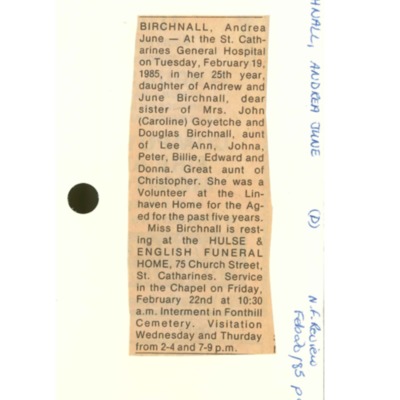 BIRCHNALL, Andrea
June — At the St. Cath-
arines General Hospital
on Tuesday, February 19,
1985, in her 25th year,
daughter of Andrew and
June Birchnall, dear
sister of Mrs. John
(Caroline) Goyetche and
Douglas Birchnall, aunt
of Lee Ann, Johna,
Peter, Billie, Edward and
Donna. Great aunt of
Christopher. She was a
Volunteer at the Lin-
haven Home for the Ag-
ed for the past five years.
Miss Birchnall is rest-
ing at the HULSE &
ENGLISH FUNERAL
HOME, 75 Church Street,
St. Catharines. Service
in the Chapel on Friday,
February 22nd at 10:30
a.m. Interment in Fonthill
Cemetery. Visitation
Wednesday and Thurday
from 2-4 and 7-9 p.m.
HNALL, ANDREA JUNE (D)
N.F. Review